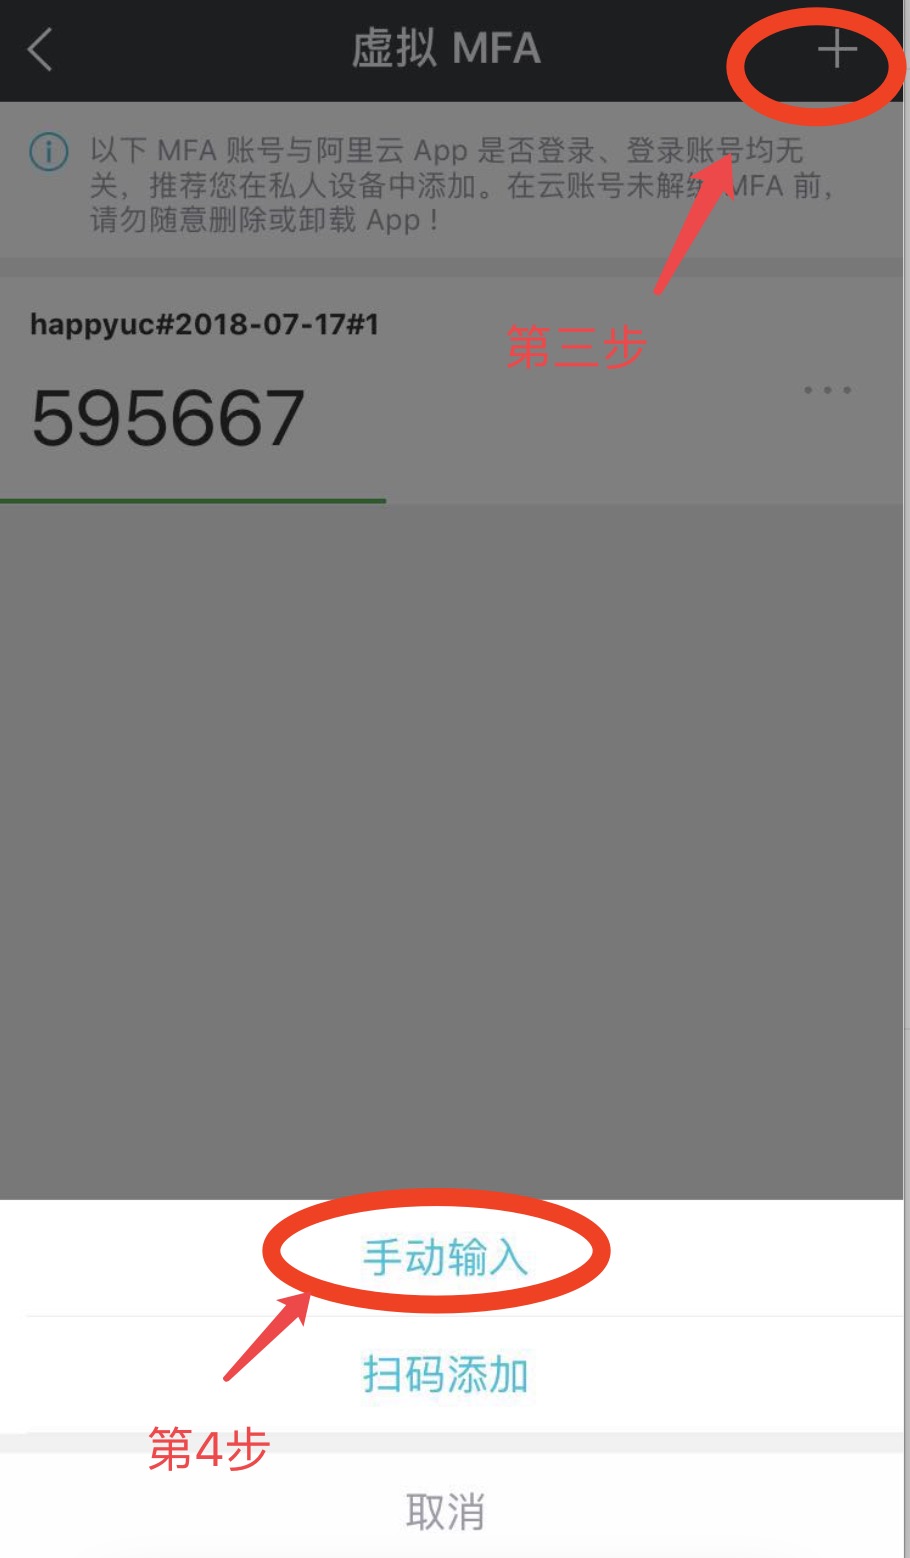 虚拟 MFA
以下 MFA 账号与阿里云 App 是否登录、登录账号均无
关，推荐您在私人设备中添加。在云账号未解绑 MFA 前，
请勿随意删除或卸载 App！
happyuc#2018-07-17#1
第三步
595667
手动输入
扫码添加
第4步
取消